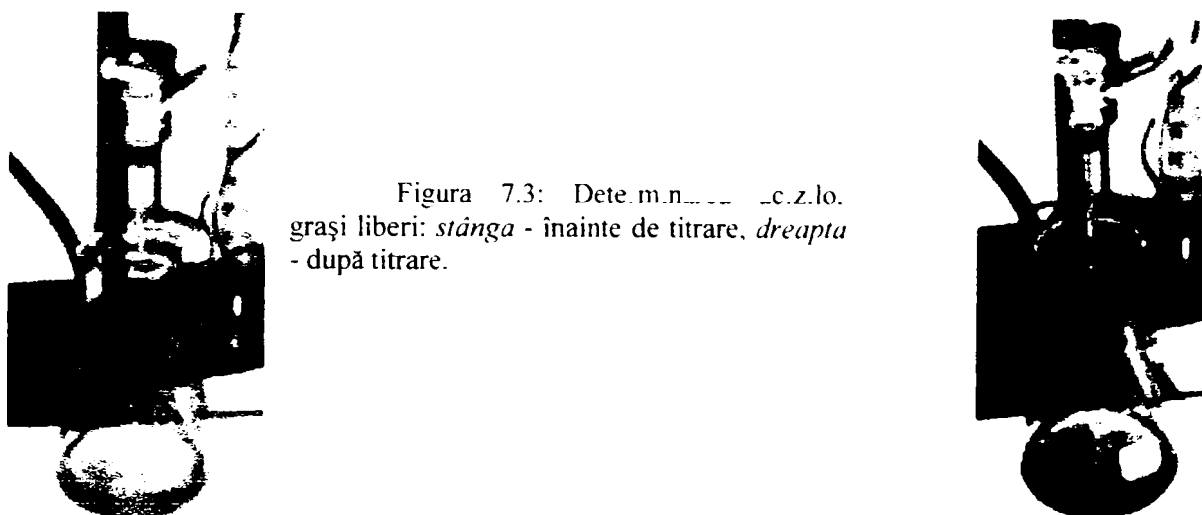 Figura 7.3:
grași liberi: stânga - înainte de titrare, dreapta
- după titrare.